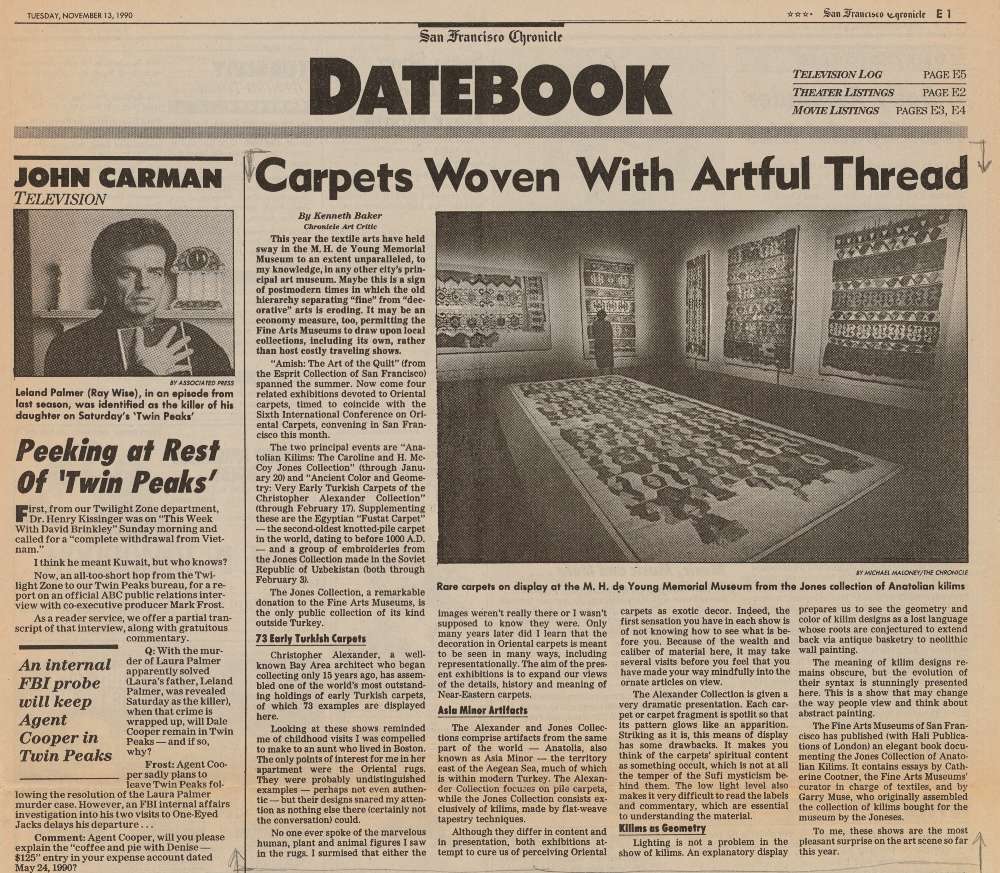 TUESDAY, NOVEMBER 13, 1990
San Francisco E 1
San Francisco Chronicle
DATEBOOK
TELEVISION LOG PAGE E5
THEATER LISTINGS PAGE E2
MOVIE LISTINGS PAGES E3, E4
JOHN CARMAN
TELEVISION
BY ASSOCIATED PRESS
Leland Palmer (Ray Wise), in an episode from
last season, was identified as the killer of his
daughter on Saturday's 'Twin Peaks'
Peeking at Rest
Of 'Twin Peaks'
First, from our Twilight Zone department,
Dr. Henry Kissinger was on "This Week
With David Brinkley" Sunday morning and
called for a "complete withdrawal from Viet-
nam."
I think he meant Kuwait, but who knows?
Now, an all-too-short hop from the Twi-
light Zone to our Twin Peaks bureau, for a re-
port on an official ABC public relations inter-
view with co-executive producer Mark Frost.
As a reader service, we offer a partial tran-
script of that interview, along with gratuitous
commentary.
An internal
FBI probe
will keep
Agent
Cooper in
Twin Peaks
Q: With the mur-
der of Laura Palmer
apparently solved
(Laura's father, Leland
Palmer, was revealed
Saturday as the killer),
when that crime is
wrapped up, will Dale
Cooper remain in Twin
Peaks — and if so,
why?
Frost: Agent Coo-
per sadly plans to
leave Twin Peaks fol-
lowing the resolution of the Laura Palmer
murder case. However, an FBI internal affairs
investigation into his two visits to One-Eyed
Jacks delays his departure . . .
Comment: Agent Cooper, will you please
explain the "coffee and pie with Denise —
$125" entry in your expense account dated
May 24, 1990?
Carpets Woven With Artful Thread
By Kenneth Baker
Chronicle Art Critic
This year the textile arts have held
sway in the M. H. de Young Memorial
Museum to an extent unparalleled, to
my knowledge, in any other city's prin-
cipal art museum. Maybe this is a sign
of postmodern times in which the old
hierarchy separating "fine" from "dec-
orative" arts is eroding. It may be an
economy measure, too, permitting the
Fine Arts Museums to draw upon local
collections, including its own, rather
than host costly traveling shows.
"Amish: The Art of the Quilt" (from
the Esprit Collection of San Francisco)
spanned the summer. Now come four
related exhibitions devoted to Oriental
carpets, timed to coincide with the
Sixth International Conference on Ori-
ental Carpets, convening in San Fran-
cisco this month.
The two principal events are "Ana-
tolian Kilims: The Caroline and H. Mc-
Coy Jones Collection" (through Janu-
ary 20) and "Ancient Color and Geome-
try: Very Early Turkish Carpets of the
Christopher Alexander Collection"
(through February 17). Supplementing
these are the Egyptian "Fustat Carpet"
— the second-oldest knotted-pile carpet
in the world, dating to before 1000 A.D.
— and a group of embroideries from
the Jones Collection made in the Soviet
Republic of Uzbekistan (both through
February 3).
The Jones Collection, a remarkable
donation to the Fine Arts Museums, is
the only public collection of its kind
outside Turkey.
73 Early Turkish Carpets
Christopher Alexander, a well-
known Bay Area architect who began
collecting only 15 years ago, has assem-
bled one of the world's most outstand-
ing holdings of early Turkish carpets,
of which 73 examples are displayed
here.
Looking at these shows reminded
me of childhood visits I was compelled
to make to an aunt who lived in Boston.
The only points of interest for me in her
apartment were the Oriental rugs.
They were probably undistinguished
examples — perhaps not even authen-
tic — but their designs snared my atten-
tion as nothing else there (certainly not
the conversation) could.
No one ever spoke of the marvelous
human, plant and animal figures I saw
in the rugs. I surmised that either the
BY MICHAEL MALONEY/THE CHRONICLE
Rare carpets on display at the M. H. de Young Memorial Museum from the Jones collection of Anatolian kilims
images weren't really there or I wasn't
supposed to know they were. Only
many years later did I learn that the
decoration in Oriental carpets is meant
to be seen in many ways, including
representationally. The aim of the pres-
ent exhibitions is to expand our views
of the details, history and meaning of
Near-Eastern carpets.
Asia Minor Artifacts
The Alexander and Jones Collec-
tions comprise artifacts from the same
part of the world — Anatolia, also
known as Asia Minor — the territory
east of the Aegean Sea, much of which
is within modern Turkey. The Alexan-
der Collection focuses on pile carpets,
while the Jones Collection consists ex-
clusively of kilims, made by flat-weave
tapestry techniques.
Although they differ in content and
in presentation, both exhibitions at-
tempt to cure us of perceiving Oriental
carpets as exotic decor. Indeed, the
first sensation you have in each show is
of not knowing how to see what is be-
fore you. Because of the wealth and
caliber of material here, it may take
several visits before you feel that you
have made your way mindfully into the
ornate articles on view.
The Alexander Collection is given a
very dramatic presentation. Each car-
pet or carpet fragment is spotlit so that
its pattern glows like an apparition.
Striking as it is, this means of display
has some drawbacks. It makes you
think of the carpets' spiritual content
as something occult, which is not at all
the temper of the Sufi mysticism be-
hind them. The low light level also
makes it very difficult to read the labels
and commentary, which are essential
to understanding the material.
Kilims as Geometry
Lighting is not a problem in the
show of kilims. An explanatory display
prepares us to see the geometry and
color of kilim designs as a lost language
whose roots are conjectured to extend
back via antique basketry to neolithic
wall painting.
The meaning of kilim designs re-
mains obscure, but the evolution of
their syntax is stunningly presented
here. This is a show that may change
the way people view and think about
abstract painting.
The Fine Arts Museums of San Fran-
cisco has published (with Hali Publica-
tions of London) an elegant book docu-
menting the Jones Collection of Anato-
lian Kilims. It contains essays by Cath-
erine Cootner, the Fine Arts Museums'
curator in charge of textiles, and by
Garry Muse, who originally assembled
the collection of kilims bought for the
museum by the Joneses.
To me, these shows are the most
pleasant surprise on the art scene so far
this year.